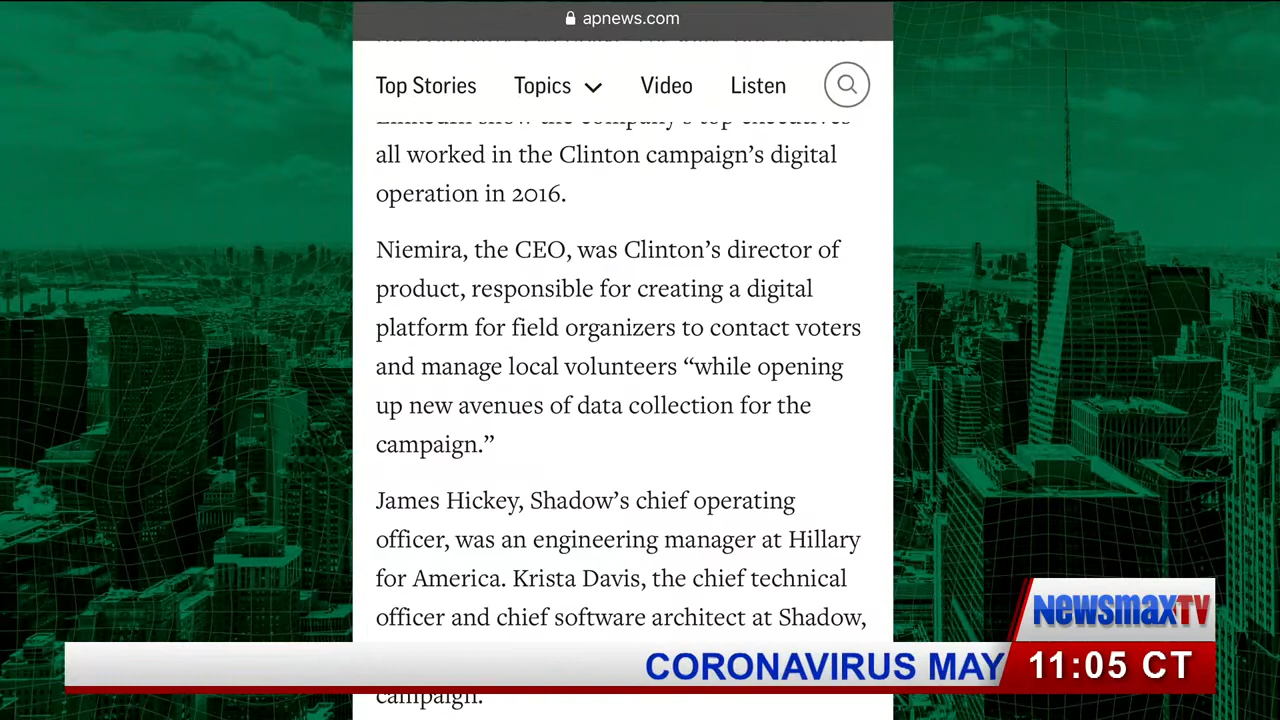 apnews.com
Top Stories Topics Video Listen
all worked in the Clinton campaign's digital
operation in 2016.
Niemira, the CEO, was Clinton's director of
product, responsible for creating a digital
platform for field organizers to contact voters
and manage local volunteers “while opening
up new avenues of data collection for the
campaign.”
James Hickey, Shadow's chief operating
officer, was an engineering manager at Hillary
for America. Krista Davis, the chief technical
officer and chief software architect at Shadow,
campaign.
NEWSMAXTV
CORONAVIRUS MAY
11:05 CT